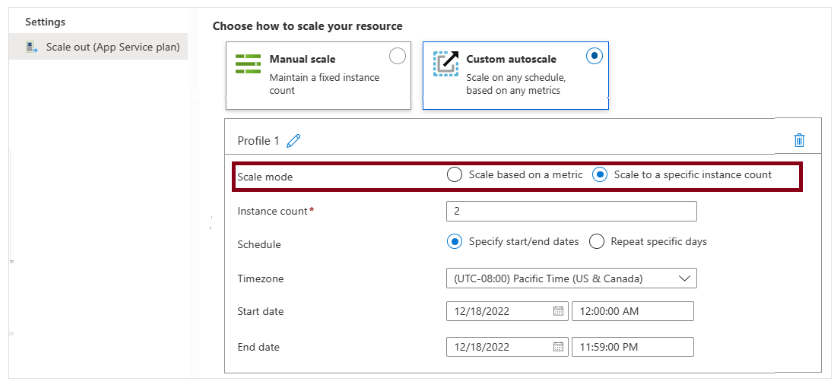 Settings
Scale out (App Service plan)
Choose how to scale your resource
Manual scale
Maintain a fixed instance
count
Custom autoscale
Scale on any schedule,
based on any metrics
Profile 1
Scale mode
Scale based on a metric
Scale to a specific instance count
Instance count*
2
Schedule
Specify start/end dates
Repeat specific days
Timezone
(UTC-08:00) Pacific Time (US & Canada)
Start date
12/18/2022
12:00:00 AM
End date
12/18/2022
11:59:00 PM